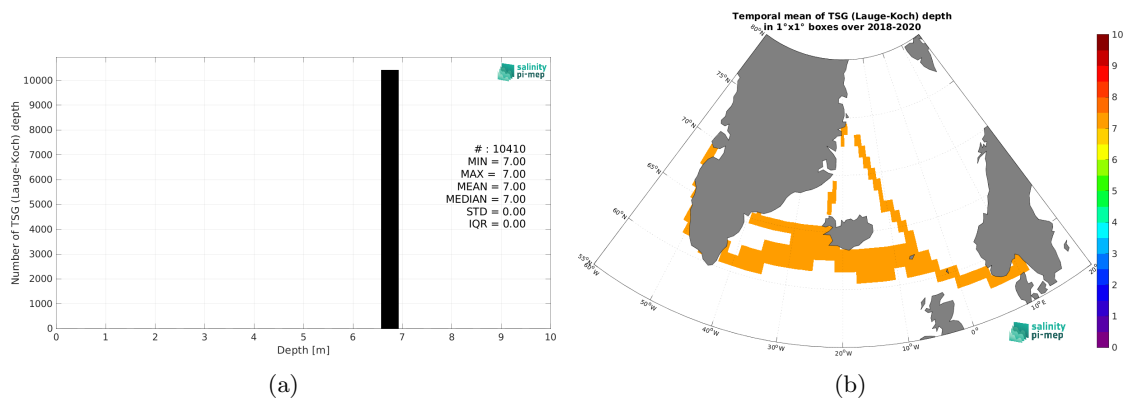 Number of TSG (Lauge-Koch) depth
10000
9000
8000
7000
6000
5000
4000
3000
2000
1000
0
salinity
pi-mep
# : 10410
MIN = 7.00
MAX = 7.00
MEAN = 7.00
MEDIAN = 7.00
STD = 0.00
IQR = 0.00
0 1 2 3 4 5 6 7 8 9 10
Depth [m]
(a)
Temporal mean of TSG (Lauge-Koch) depth
in 1°x1° boxes over 2018-2020
80°N
75°N
70°N
65°N
60°N
55°N
60°W
50°W
40°W
30°W
20°W
10°W
0°
10°E
20
salinity
pi-mep
10
9
8
7
6
5
4
3
2
1
0
(b)